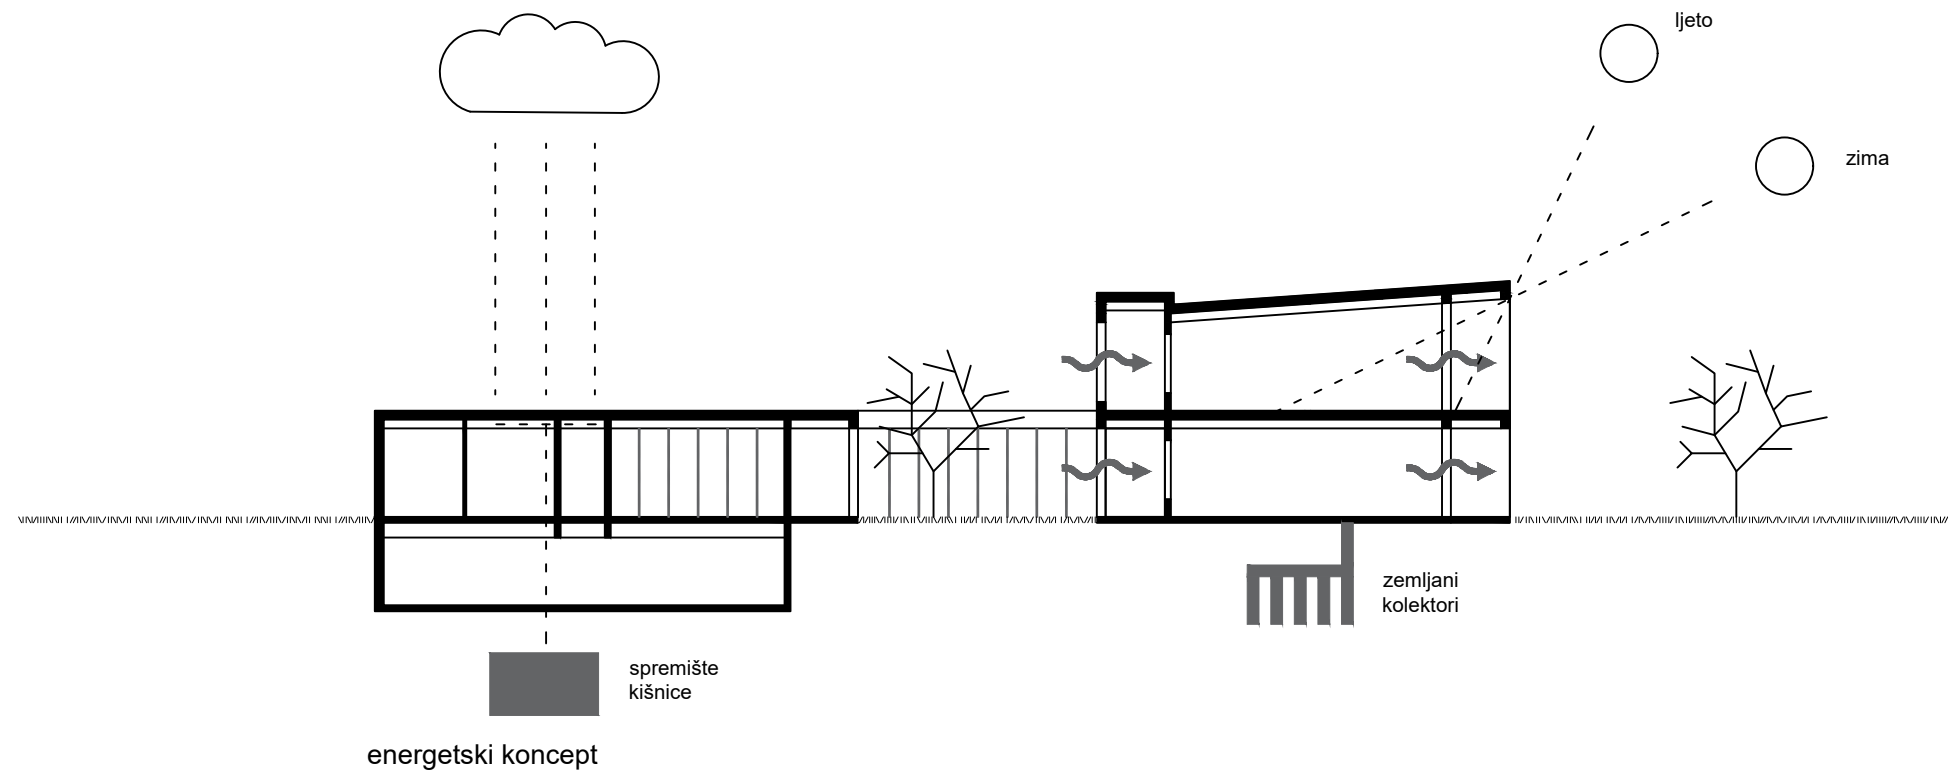 ljeto
zima
zemljani
kolektori
spremište
kišnice
energetski koncept